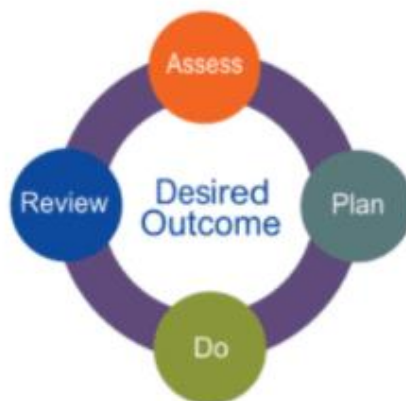 Assess
Review
Desired
Outcome
Plan
Do